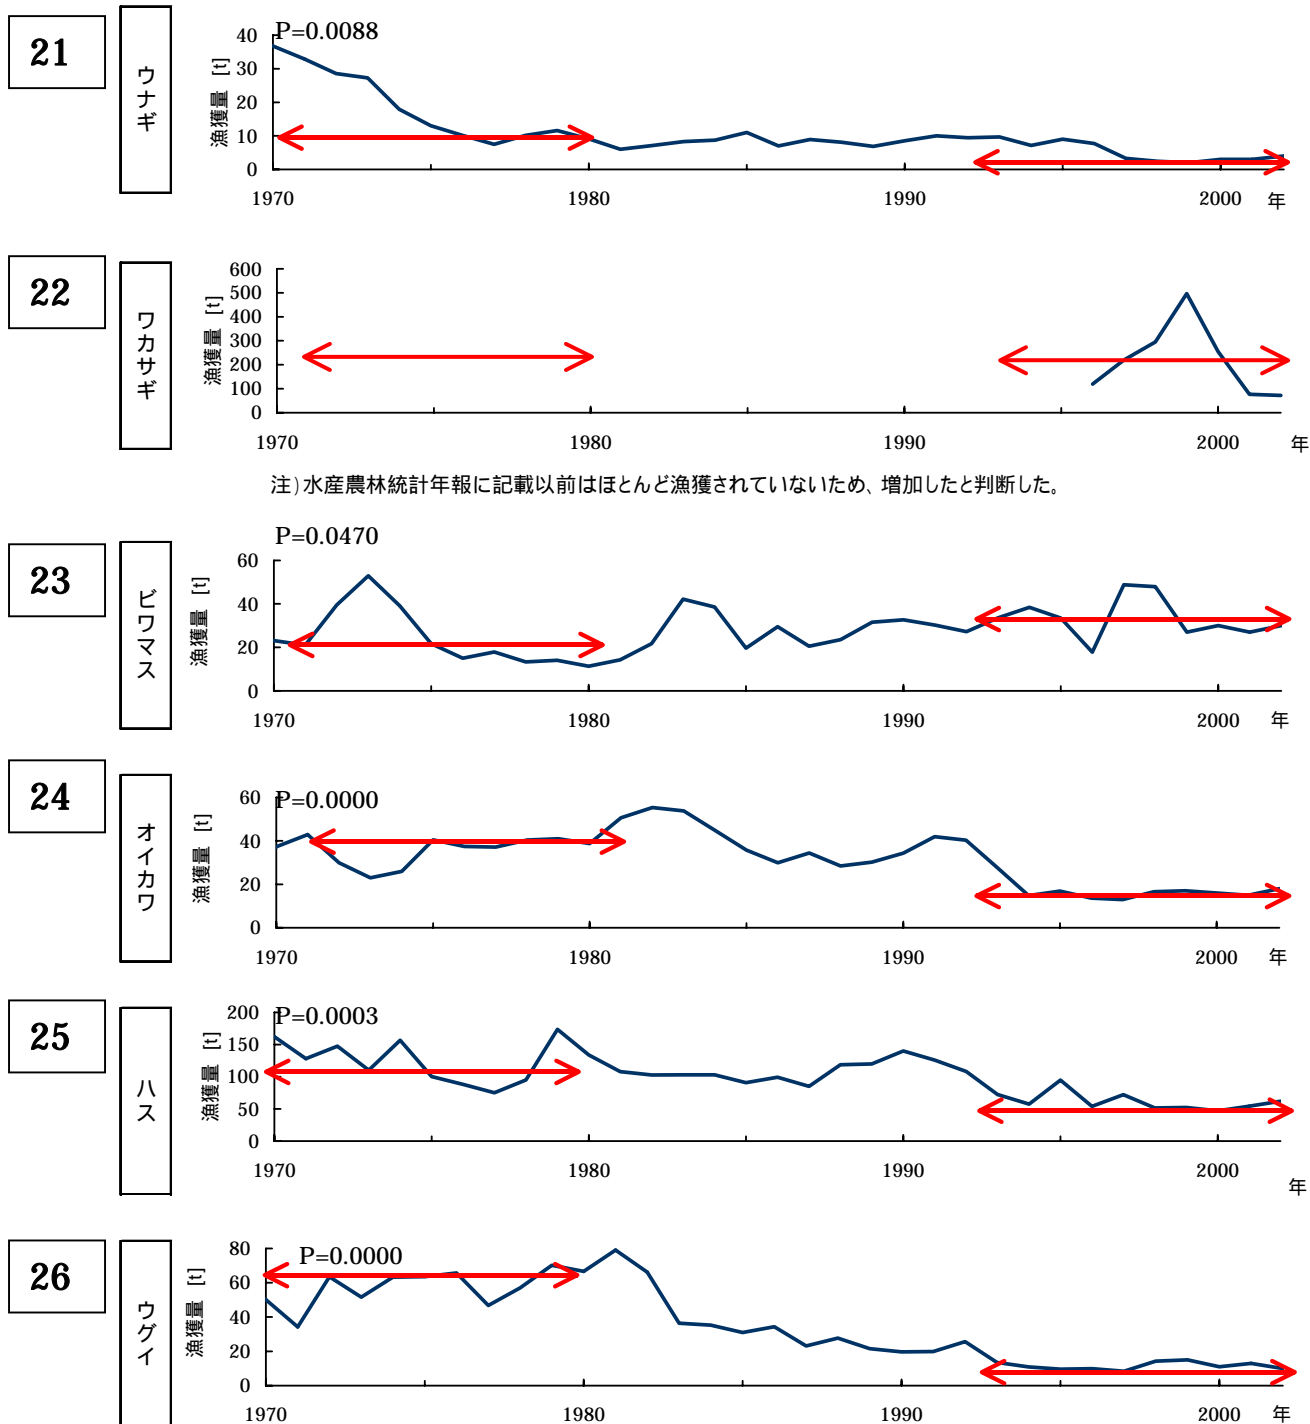 21
ウナギ
P=0.0088
漁獲量 [t]
40
30
20
10
0
1970
1980
1990
2000
年
22
ワカサギ
漁獲量 [t]
600
500
400
300
200
100
0
1970
1980
1990
2000
年
注)水産農林統計年報に記載以前はほとんど漁獲されていないため、増加したと判断した。
23
ビワマス
P=0.0470
漁獲量 [t]
60
40
20
0
1970
1980
1990
2000
年
24
オイカワ
P=0.0000
漁獲量 [t]
60
40
20
0
1970
1980
1990
2000
年
25
ハス
P=0.0003
漁獲量 [t]
200
150
100
50
0
1970
1980
1990
2000
年
26
ウグイ
P=0.0000
漁獲量 [t]
80
60
40
20
0
1970
1980
1990
2000
年